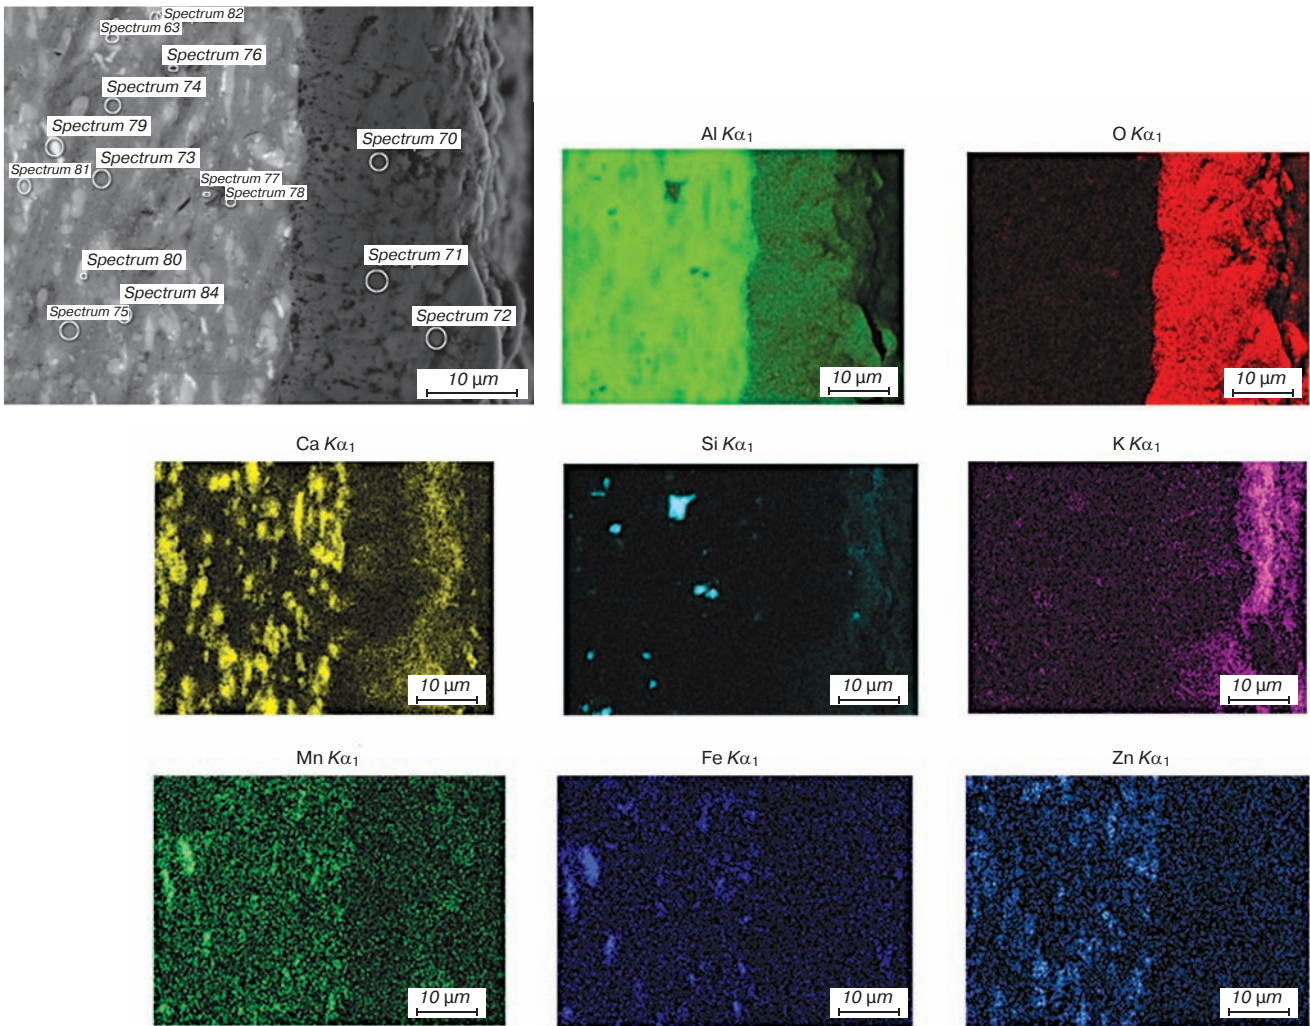 Spectrum 82
Spectrum 63
Spectrum 76
Spectrum 74
Spectrum 79
Spectrum 70
Spectrum 73
Spectrum 81
Spectrum 77
Spectrum 78
Spectrum 71
Spectrum 80
Spectrum 84
Spectrum 75
Spectrum 72
10 μm
Al Kα1
10 μm
O Kα1
10 μm
Ca Kα1
10 μm
Si Kα1
10 μm
K Kα1
10 μm
Mn Kα1
10 μm
Fe Kα1
10 μm
Zn Kα1
10 μm